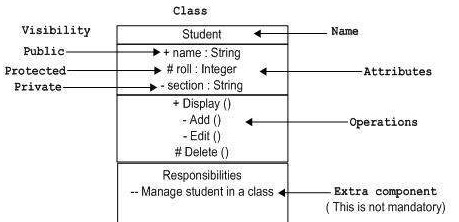 Class
Visibility
Student
Name
Public
+ name : String
Protected
# roll : Integer
Attributes
Private
- section : String
+ Display ()
- Add ()
Operations
- Edit ()
# Delete ()
Responsibilities
-- Manage student in a class
Extra component
( This is not mandatory)